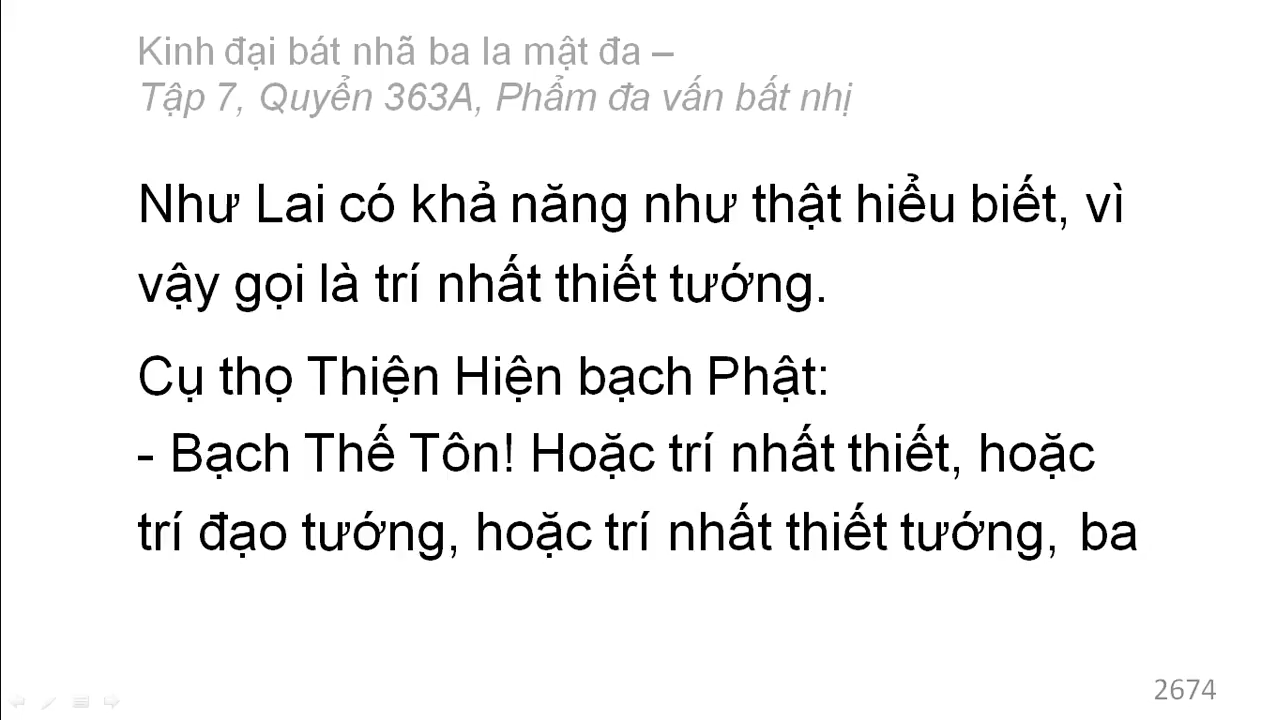 Kinh đại bát nhã ba la mật đa –
Tập 7, Quyển 363A, Phẩm đa vấn bất nhị
Như Lai có khả năng như thật hiểu biết, vì
vậy gọi là trí nhất thiết tướng.
Cụ thọ Thiện Hiện bạch Phật:
- Bạch Thế Tôn! Hoặc trí nhất thiết, hoặc
trí đạo tướng, hoặc trí nhất thiết tướng, ba
2674